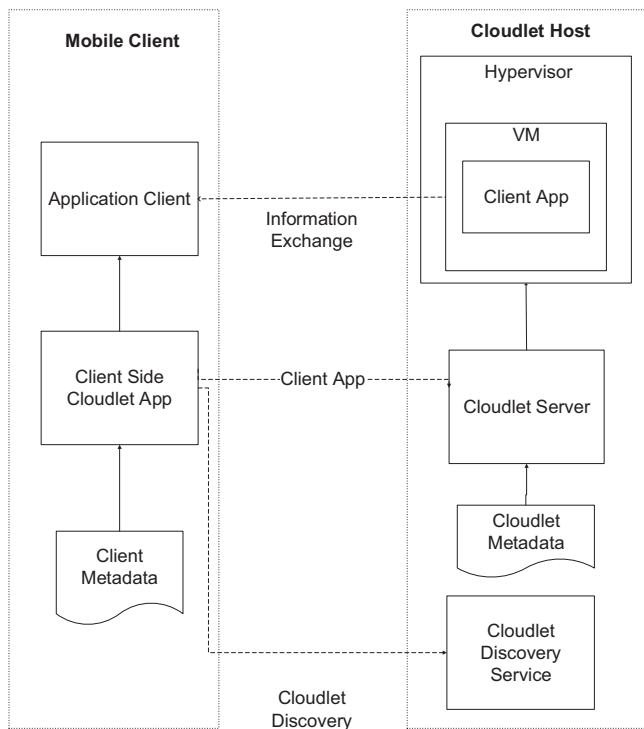 Mobile Client
Cloudlet Host
Hypervisor
VM
Application Client
Client App
Information
Exchange
Client Side
Cloudlet App
Client App
Cloudlet Server
Client
Metadata
Cloudlet
Metadata
Cloudlet
Discovery
Service
Cloudlet
Discovery